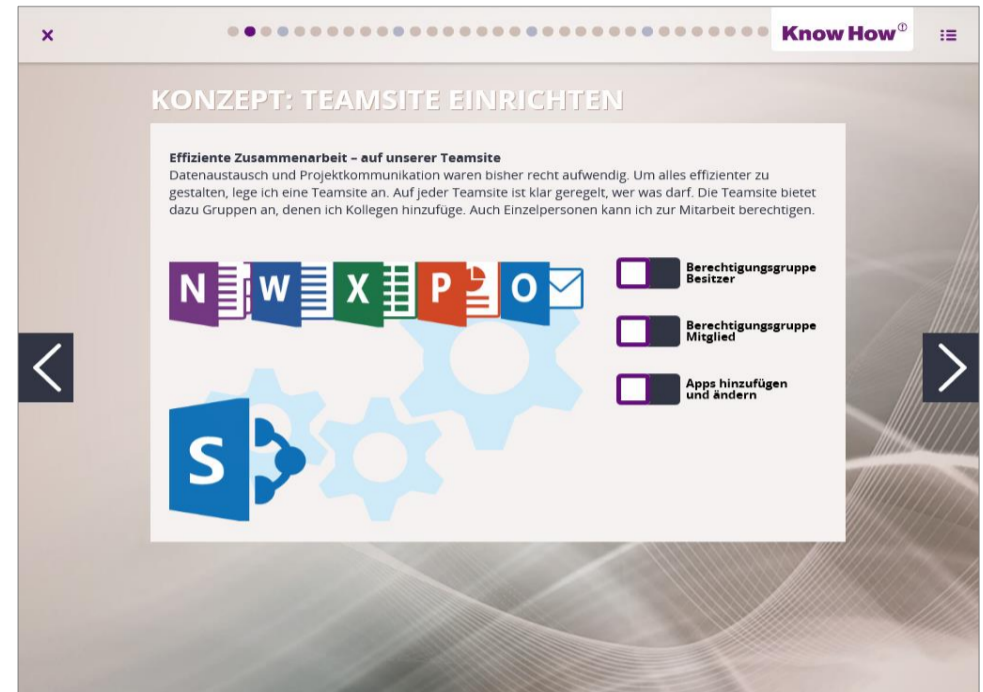 Know How
KONZEPT: TEAMSITE EINRICHTEN
Effiziente Zusammenarbeit – auf unserer Teamsite
Datenaustausch und Projektkommunikation waren bisher recht aufwendig. Um alles effizienter zu
gestalten, lege ich eine Teamsite an. Auf jeder Teamsite ist klar geregelt, wer was darf. Die Teamsite bietet
dazu Gruppen an, denen ich Kollegen hinzufüge. Auch Einzelpersonen kann ich zur Mitarbeit berechtigen.
N W X P O
Berechtigungsgruppe
Besitzer
Berechtigungsgruppe
Mitglied
Apps hinzufügen
und ändern
S